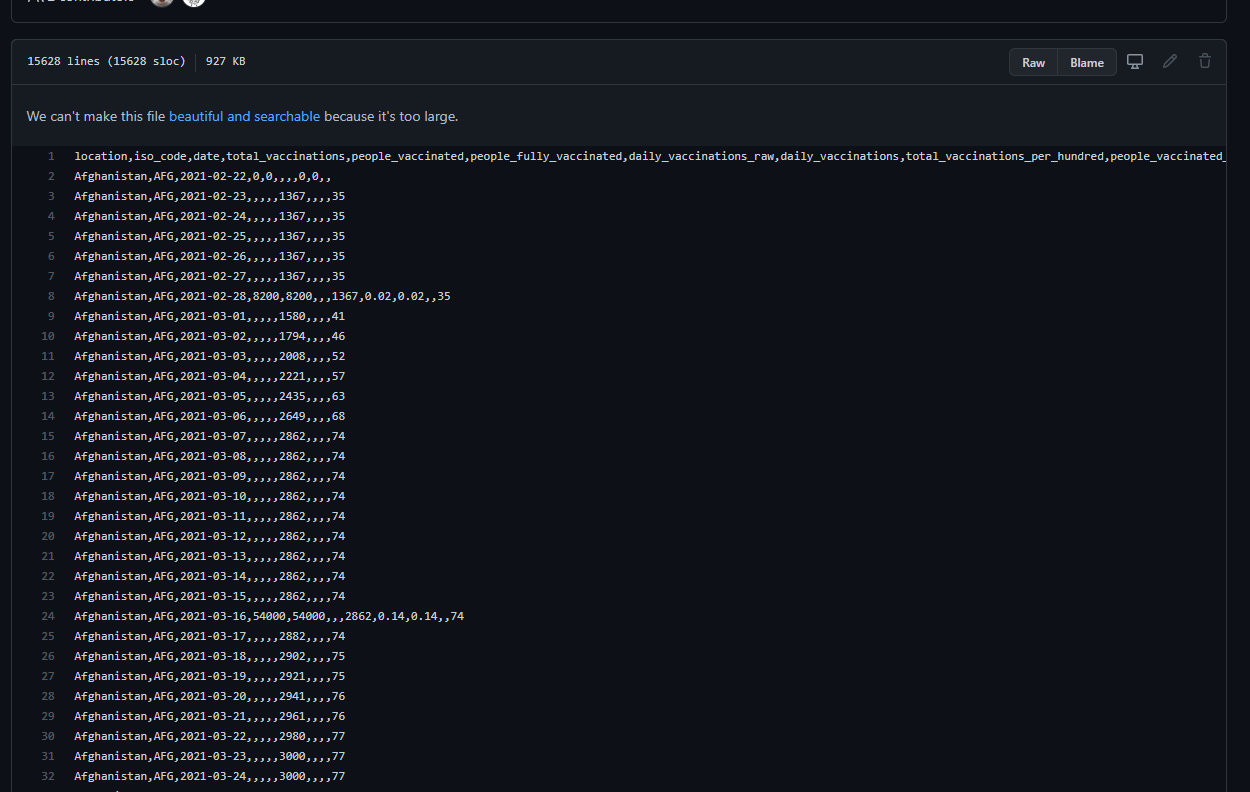 15628 lines (15628 sloc) 927 KB
Raw Blame
We can't make this file beautiful and searchable because it's too large.
1 location,iso_code,date,total_vaccinations,people_vaccinated,people_fully_vaccinated,daily_vaccinations_raw,daily_vaccinations,total_vaccinations_per_hundred,people_vaccinated_
2 Afghanistan,AFG,2021-02-22,0,0,,,,0,0,,
3 Afghanistan,AFG,2021-02-23,,,,,1367,,,,35
4 Afghanistan,AFG,2021-02-24,,,,,1367,,,,35
5 Afghanistan,AFG,2021-02-25,,,,,1367,,,,35
6 Afghanistan,AFG,2021-02-26,,,,,1367,,,,35
7 Afghanistan,AFG,2021-02-27,,,,,1367,,,,35
8 Afghanistan,AFG,2021-02-28,8200,8200,,,1367,0.02,0.02,,35
9 Afghanistan,AFG,2021-03-01,,,,,1580,,,,41
10 Afghanistan,AFG,2021-03-02,,,,,1794,,,,46
11 Afghanistan,AFG,2021-03-03,,,,,2008,,,,52
12 Afghanistan,AFG,2021-03-04,,,,,2221,,,,57
13 Afghanistan,AFG,2021-03-05,,,,,2435,,,,63
14 Afghanistan,AFG,2021-03-06,,,,,2649,,,,68
15 Afghanistan,AFG,2021-03-07,,,,,2862,,,,74
16 Afghanistan,AFG,2021-03-08,,,,,2862,,,,74
17 Afghanistan,AFG,2021-03-09,,,,,2862,,,,74
18 Afghanistan,AFG,2021-03-10,,,,,2862,,,,74
19 Afghanistan,AFG,2021-03-11,,,,,2862,,,,74
20 Afghanistan,AFG,2021-03-12,,,,,2862,,,,74
21 Afghanistan,AFG,2021-03-13,,,,,2862,,,,74
22 Afghanistan,AFG,2021-03-14,,,,,2862,,,,74
23 Afghanistan,AFG,2021-03-15,,,,,2862,,,,74
24 Afghanistan,AFG,2021-03-16,54000,54000,,,2862,0.14,0.14,,74
25 Afghanistan,AFG,2021-03-17,,,,,2882,,,,74
26 Afghanistan,AFG,2021-03-18,,,,,2902,,,,75
27 Afghanistan,AFG,2021-03-19,,,,,2921,,,,75
28 Afghanistan,AFG,2021-03-20,,,,,2941,,,,76
29 Afghanistan,AFG,2021-03-21,,,,,2961,,,,76
30 Afghanistan,AFG,2021-03-22,,,,,2980,,,,77
31 Afghanistan,AFG,2021-03-23,,,,,3000,,,,77
32 Afghanistan,AFG,2021-03-24,,,,,3000,,,,77